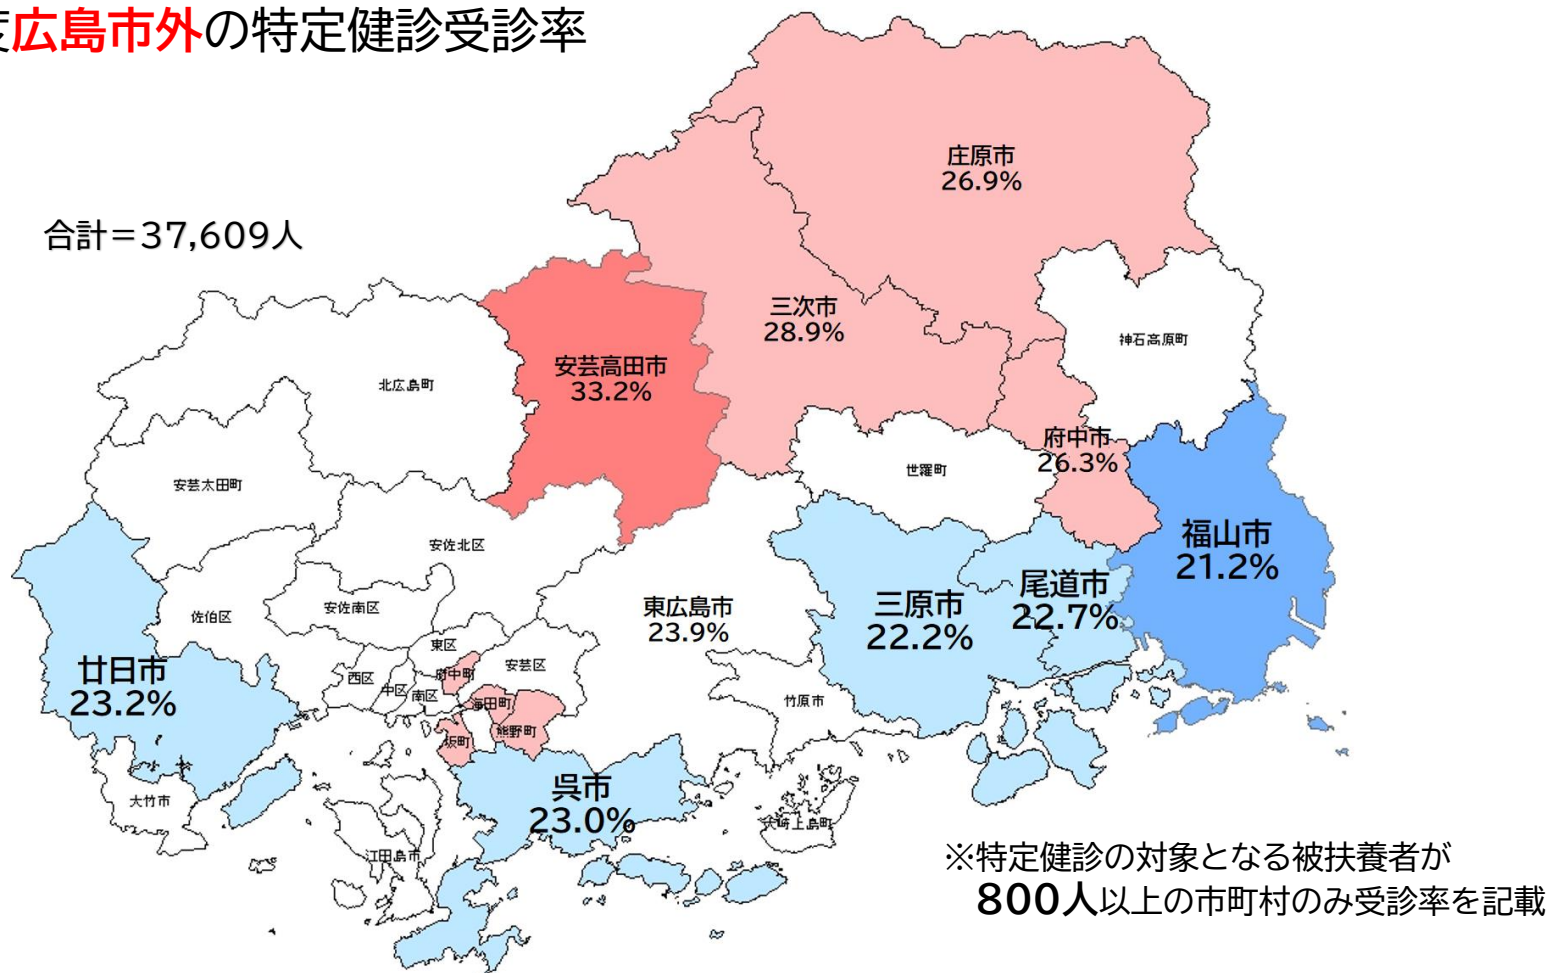 度広島市外の特定健診受診率
合計＝37,609人
庄原市
26.9%
三次市
28.9%
安芸高田市
33.2%
神石高原町
北広島町
府中市
26.3%
世羅町
安芸太田町
福山市
21.2%
安佐北区
尾道市
22.7%
三原市
22.2%
東広島市
23.9%
安佐南区
佐伯区
東区
安芸区
府中町
西区
中区
南区
海田町
廿日市
23.2%
竹原市
熊野町
坂町
呉市
23.0%
大竹市
大崎上島町
江田島市
※特定健診の対象となる被扶養者が
800人以上の市町村のみ受診率を記載